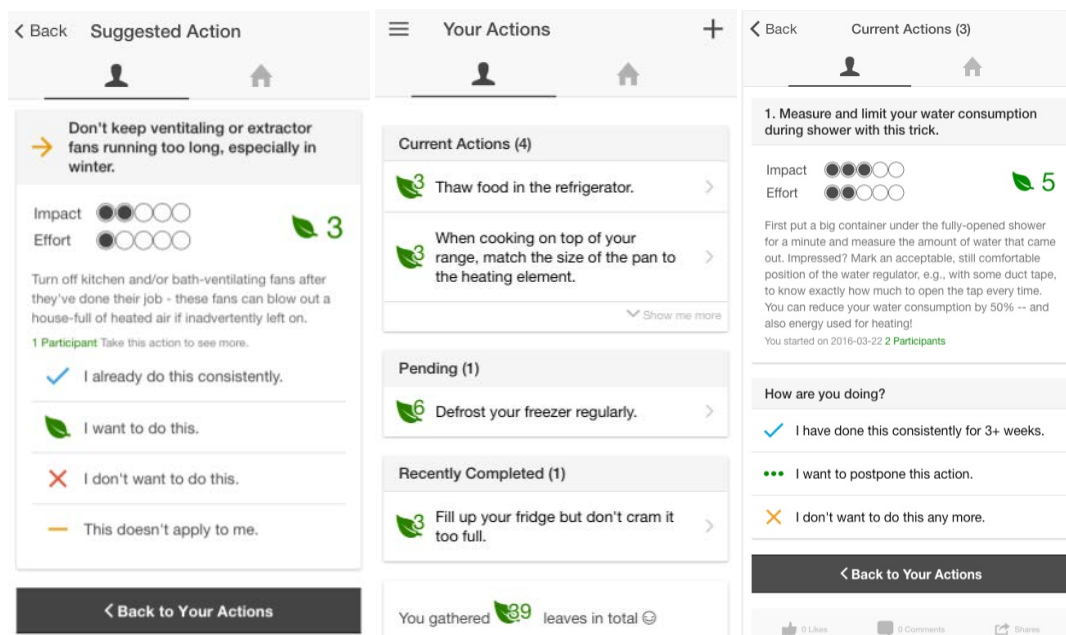 Back
Suggested Action
Don't keep ventitaling or extractor
fans running too long, especially in
winter.
Impact
Effort
3
Turn off kitchen and/or bath-ventilating fans after
they've done their job - these fans can blow out a
house-full of heated air if inadvertently left on.
1 Participant Take this action to see more.
I already do this consistently.
I want to do this.
I don't want to do this.
This doesn't apply to me.
Back to Your Actions
Your Actions
Current Actions (4)
3 Thaw food in the refrigerator.
3 When cooking on top of your
range, match the size of the pan to
the heating element.
Show me more
Pending (1)
6 Defrost your freezer regularly.
Recently Completed (1)
3 Fill up your fridge but don't cram it
too full.
You gathered 39 leaves in total
Back
Current Actions (3)
1. Measure and limit your water consumption
during shower with this trick.
Impact
Effort
5
First put a big container under the fully-opened shower
for a minute and measure the amount of water that came
out. Impressed? Mark an acceptable, still comfortable
position of the water regulator, e.g., with some duct tape,
to know exactly how much to open the tap every time.
You can reduce your water consumption by 50% -- and
also energy used for heating!
You started on 2016-03-22 2 Participants
How are you doing?
I have done this consistently for 3+ weeks.
I want to postpone this action.
I don't want to do this any more.
Back to Your Actions
0 Likes
0 Comments
Shares